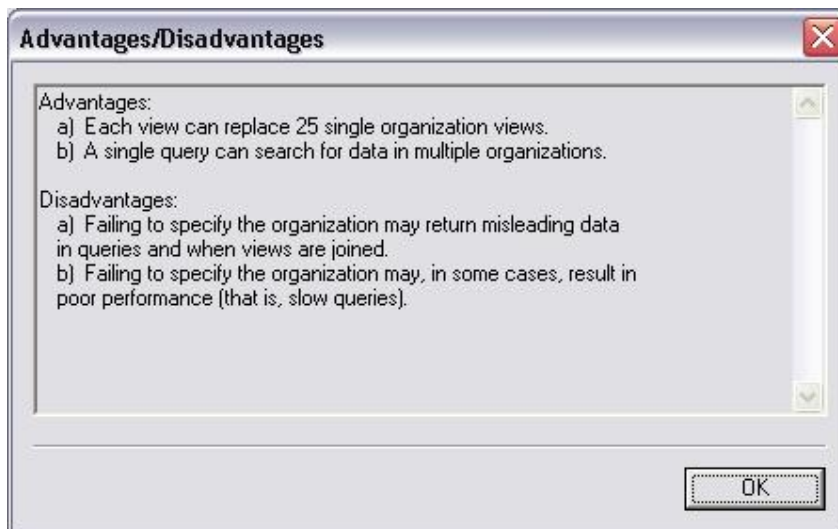 Advantages/Disadvantages
Advantages:
a) Each view can replace 25 single organization views.
b) A single query can search for data in multiple organizations.
Disadvantages:
a) Failing to specify the organization may return misleading data
in queries and when views are joined.
b) Failing to specify the organization may, in some cases, result in
poor performance (that is, slow queries).
OK